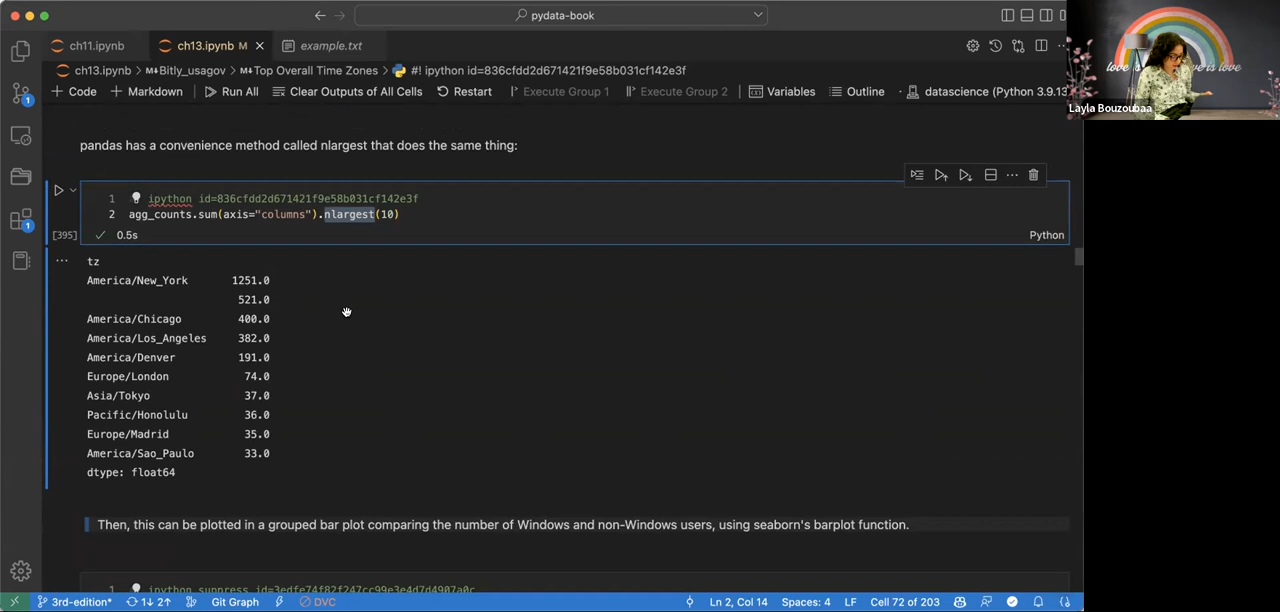 pydata-book
ch11.ipynb
ch13.ipynb M
example.txt
ch13.ipynb > M↓Bitly_usagov > M↓Top Overall Time Zones > #! ipython id=836cfdd2d671421f9e58b031cf142e3f
+ Code + Markdown Run All Clear Outputs of All Cells Restart Execute Group 1 Execute Group 2 Variables Outline datascience (Python 3.9.13
Layla Bouzoubaa
pandas has a convenience method called nlargest that does the same thing:
1 ipython id=836cfdd2d671421f9e58b031cf142e3f
2 agg_counts.sum(axis="columns").nlargest(10)
[395] ✓ 0.5s Python
tz
America/New_York 1251.0
521.0
America/Chicago 400.0
America/Los_Angeles 382.0
America/Denver 191.0
Europe/London 74.0
Asia/Tokyo 37.0
Pacific/Honolulu 36.0
Europe/Madrid 35.0
America/Sao_Paulo 33.0
dtype: float64
Then, this can be plotted in a grouped bar plot comparing the number of Windows and non-Windows users, using seaborn's barplot function.
1 ipython suppress id=3edfe74f82f247cc99e3e4d7d4907a0c
3rd-edition* 1↓ 2↑ Git Graph DVC Ln 2, Col 14 Spaces: 4 LF Cell 72 of 203